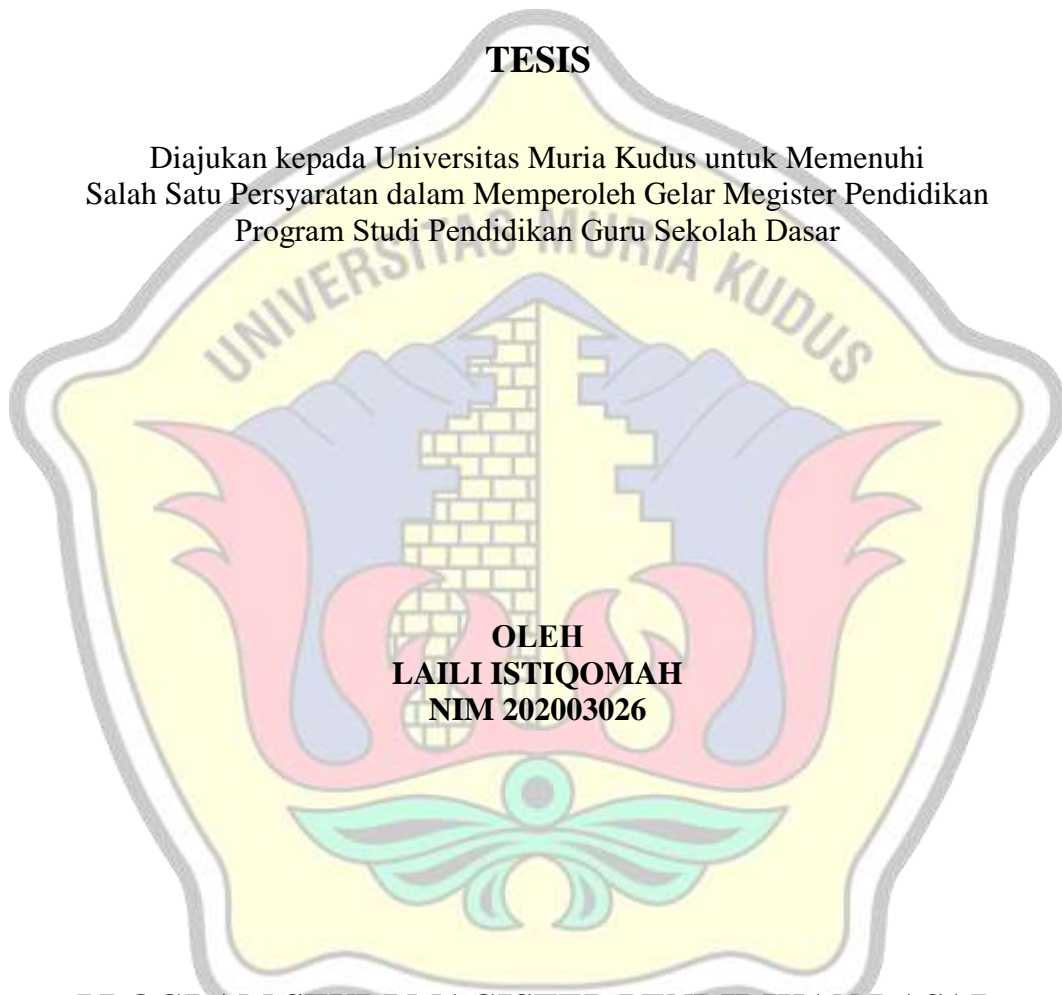 TESIS
Diajukan kepada Universitas Muria Kudus untuk Memenuhi
Salah Satu Persyaratan dalam Memperoleh Gelar Megister Pendidikan
Program Studi Pendidikan Guru Sekolah Dasar
UNIVERSITAS MURIA KUDUS
OLEH
LAILI ISTIQOMAH
NIM 202003026